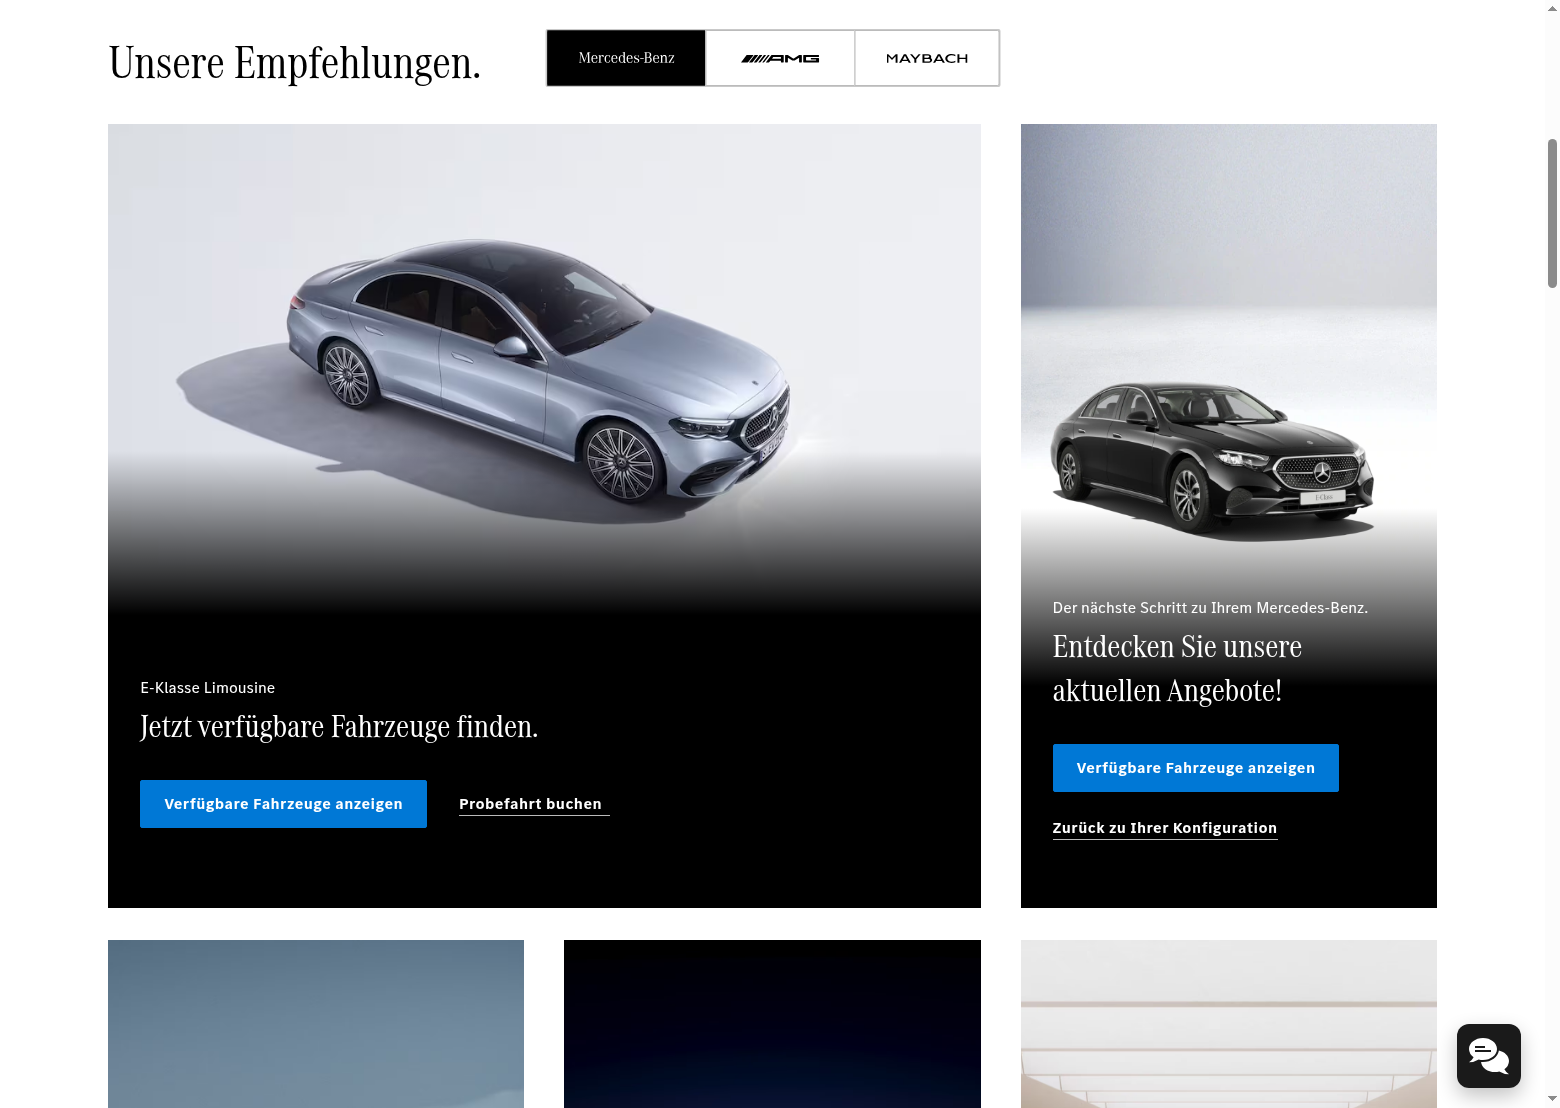 Unsere Empfehlungen.
Mercedes-Benz
AMG
MAYBACH
E-Klasse Limousine
Jetzt verfügbare Fahrzeuge finden.
Verfügbare Fahrzeuge anzeigen
Probefahrt buchen
E-Class
Der nächste Schritt zu Ihrem Mercedes-Benz.
Entdecken Sie unsere
aktuellen Angebote!
Verfügbare Fahrzeuge anzeigen
Zurück zu Ihrer Konfiguration